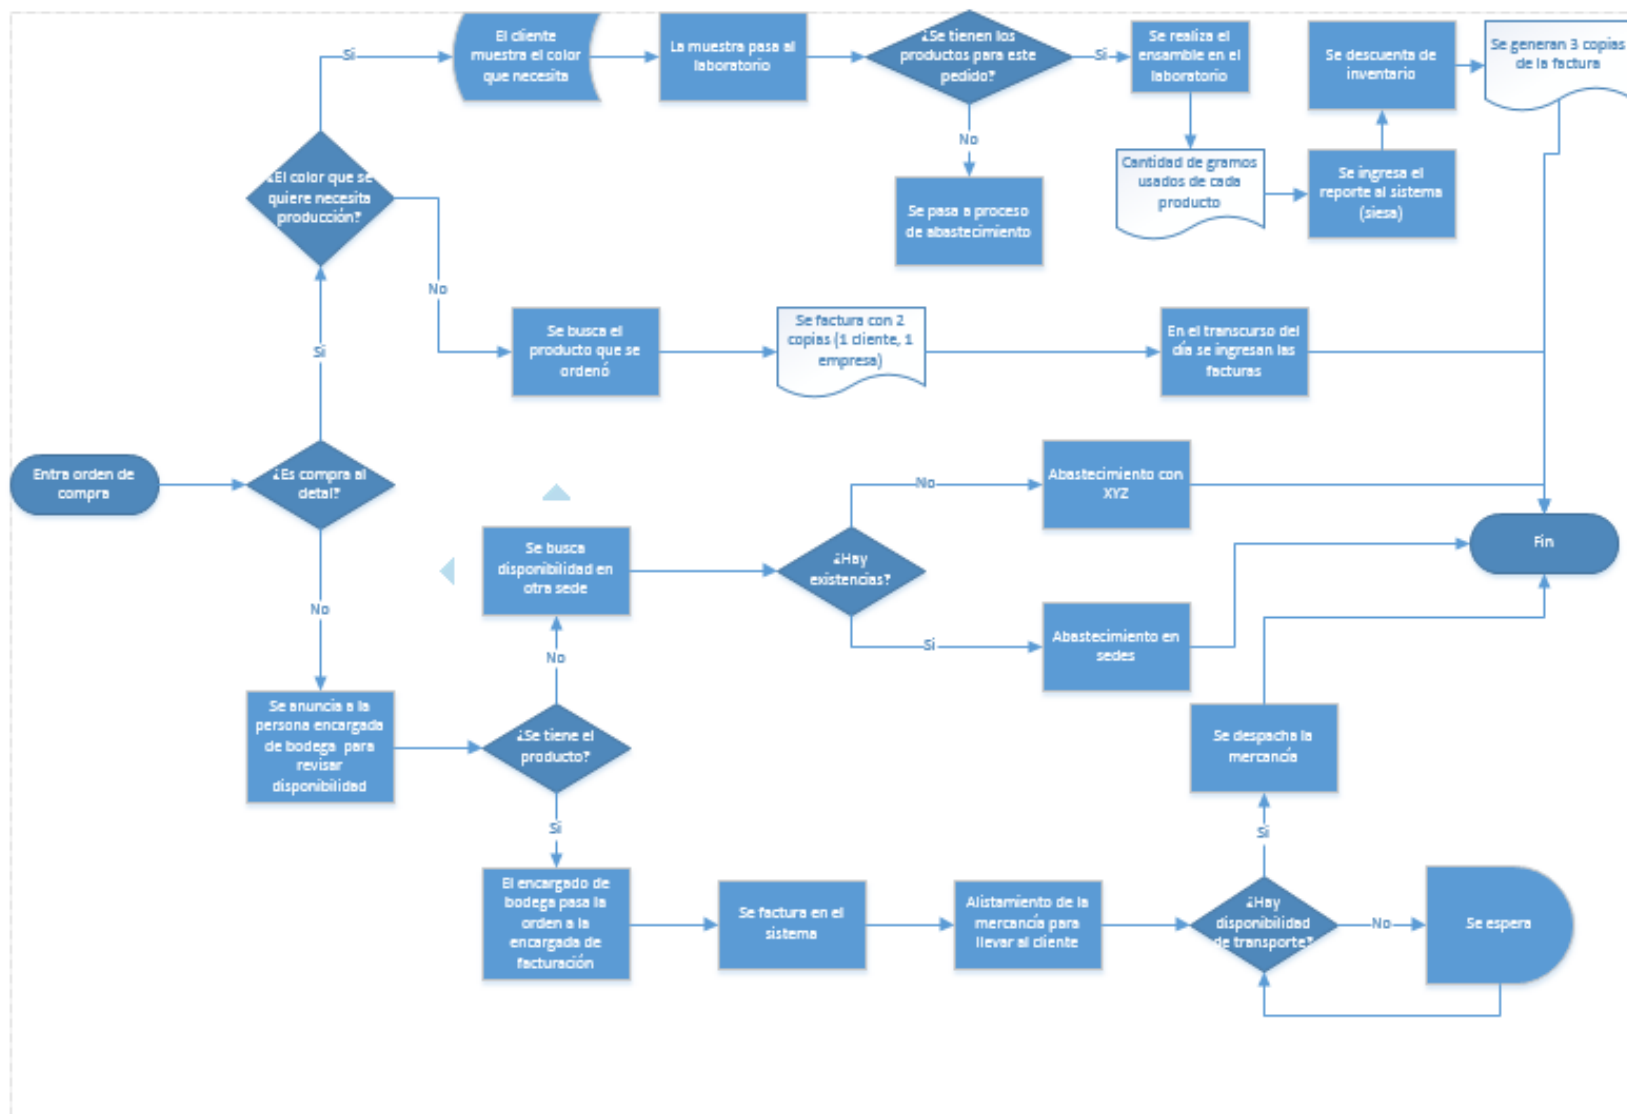 Si
El cliente
muestra el color
que necesita
La muestra pasa al
laboratorio
¿Se tienen los
productos para este
pedido?
Si
Se realiza el
ensamble en el
laboratorio
Se descuenta de
inventario
Se generan 3 copias
de la factura
No
¿El color que se
quiere necesita
producción?
Se pasa a proceso
de abastecimiento
Cantidad de gramos
usados de cada
producto
Se ingresa el
reporte al sistema
(siesa)
No
Si
Se busca el
producto que se
ordenó
Se factura con 2
copias (1 cliente, 1
empresa)
En el transcurso del
día se ingresan las
facturas
Entra orden de
compra
¿Es compra al
detal?
No
Abastecimiento con
XYZ
Se busca
disponibilidad en
otra sede
¿Hay
existencias?
Fin
No
Si
Abastecimiento en
sedes
No
Se anuncia a la
persona encargada
de bodega para
revisar
disponibilidad
¿Se tiene el
producto?
Se despacha la
mercancía
Si
Si
El encargado de
bodega pasa la
orden a la
encargada de
facturación
Se factura en el
sistema
Alistamiento de la
mercancía para
llevar al cliente
¿Hay
disponibilidad
de transporte?
No
Se espera